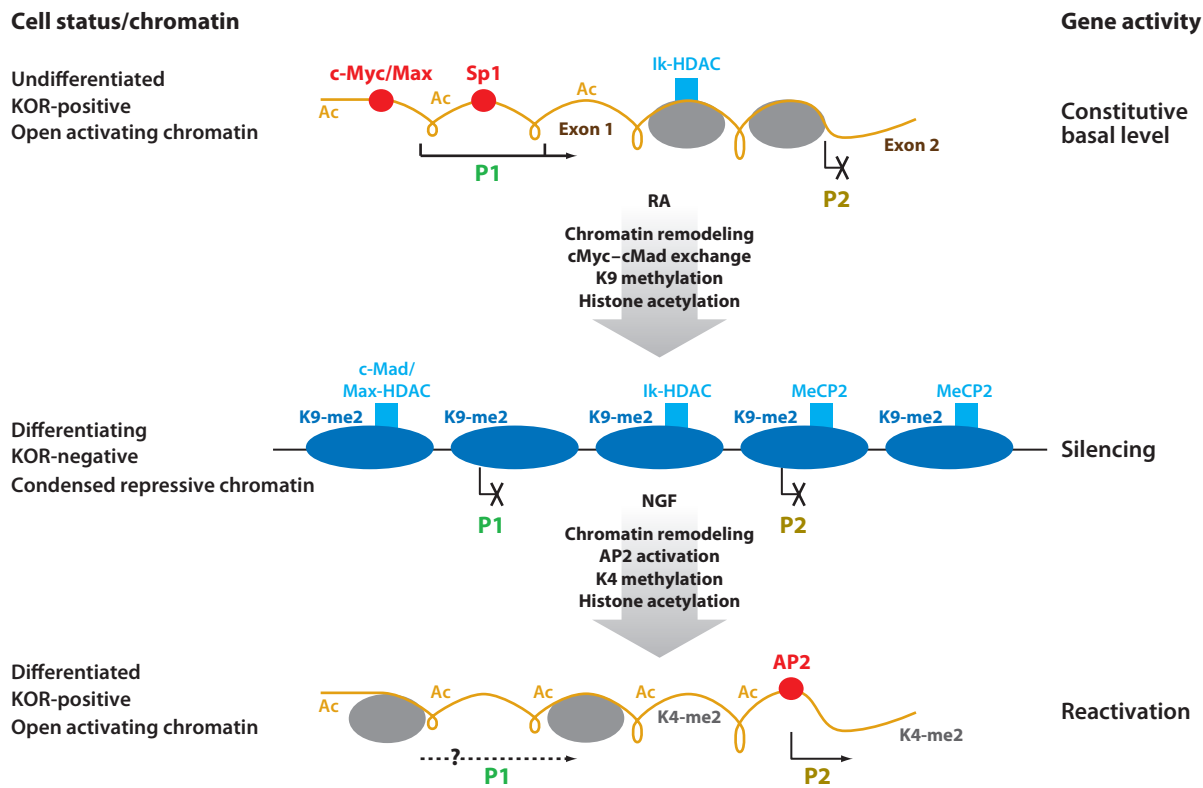 Cell status/chromatin
Gene activity
Undifferentiated
KOR-positive
Open activating chromatin
c-Myc/Max
Sp1
Ik-HDAC
Ac
Ac
Ac
Exon 1
Exon 2
P1
P2
Constitutive
basal level
RA
Chromatin remodeling
cMyc–cMad exchange
K9 methylation
Histone acetylation
Differentiating
KOR-negative
Condensed repressive chromatin
c-Mad/
Max-HDAC
Ik-HDAC
MeCP2
MeCP2
K9-me2
K9-me2
K9-me2
K9-me2
K9-me2
P1
P2
Silencing
NGF
Chromatin remodeling
AP2 activation
K4 methylation
Histone acetylation
Differentiated
KOR-positive
Open activating chromatin
AP2
Ac
Ac
Ac
Ac
Ac
K4-me2
K4-me2
?
P1
P2
Reactivation